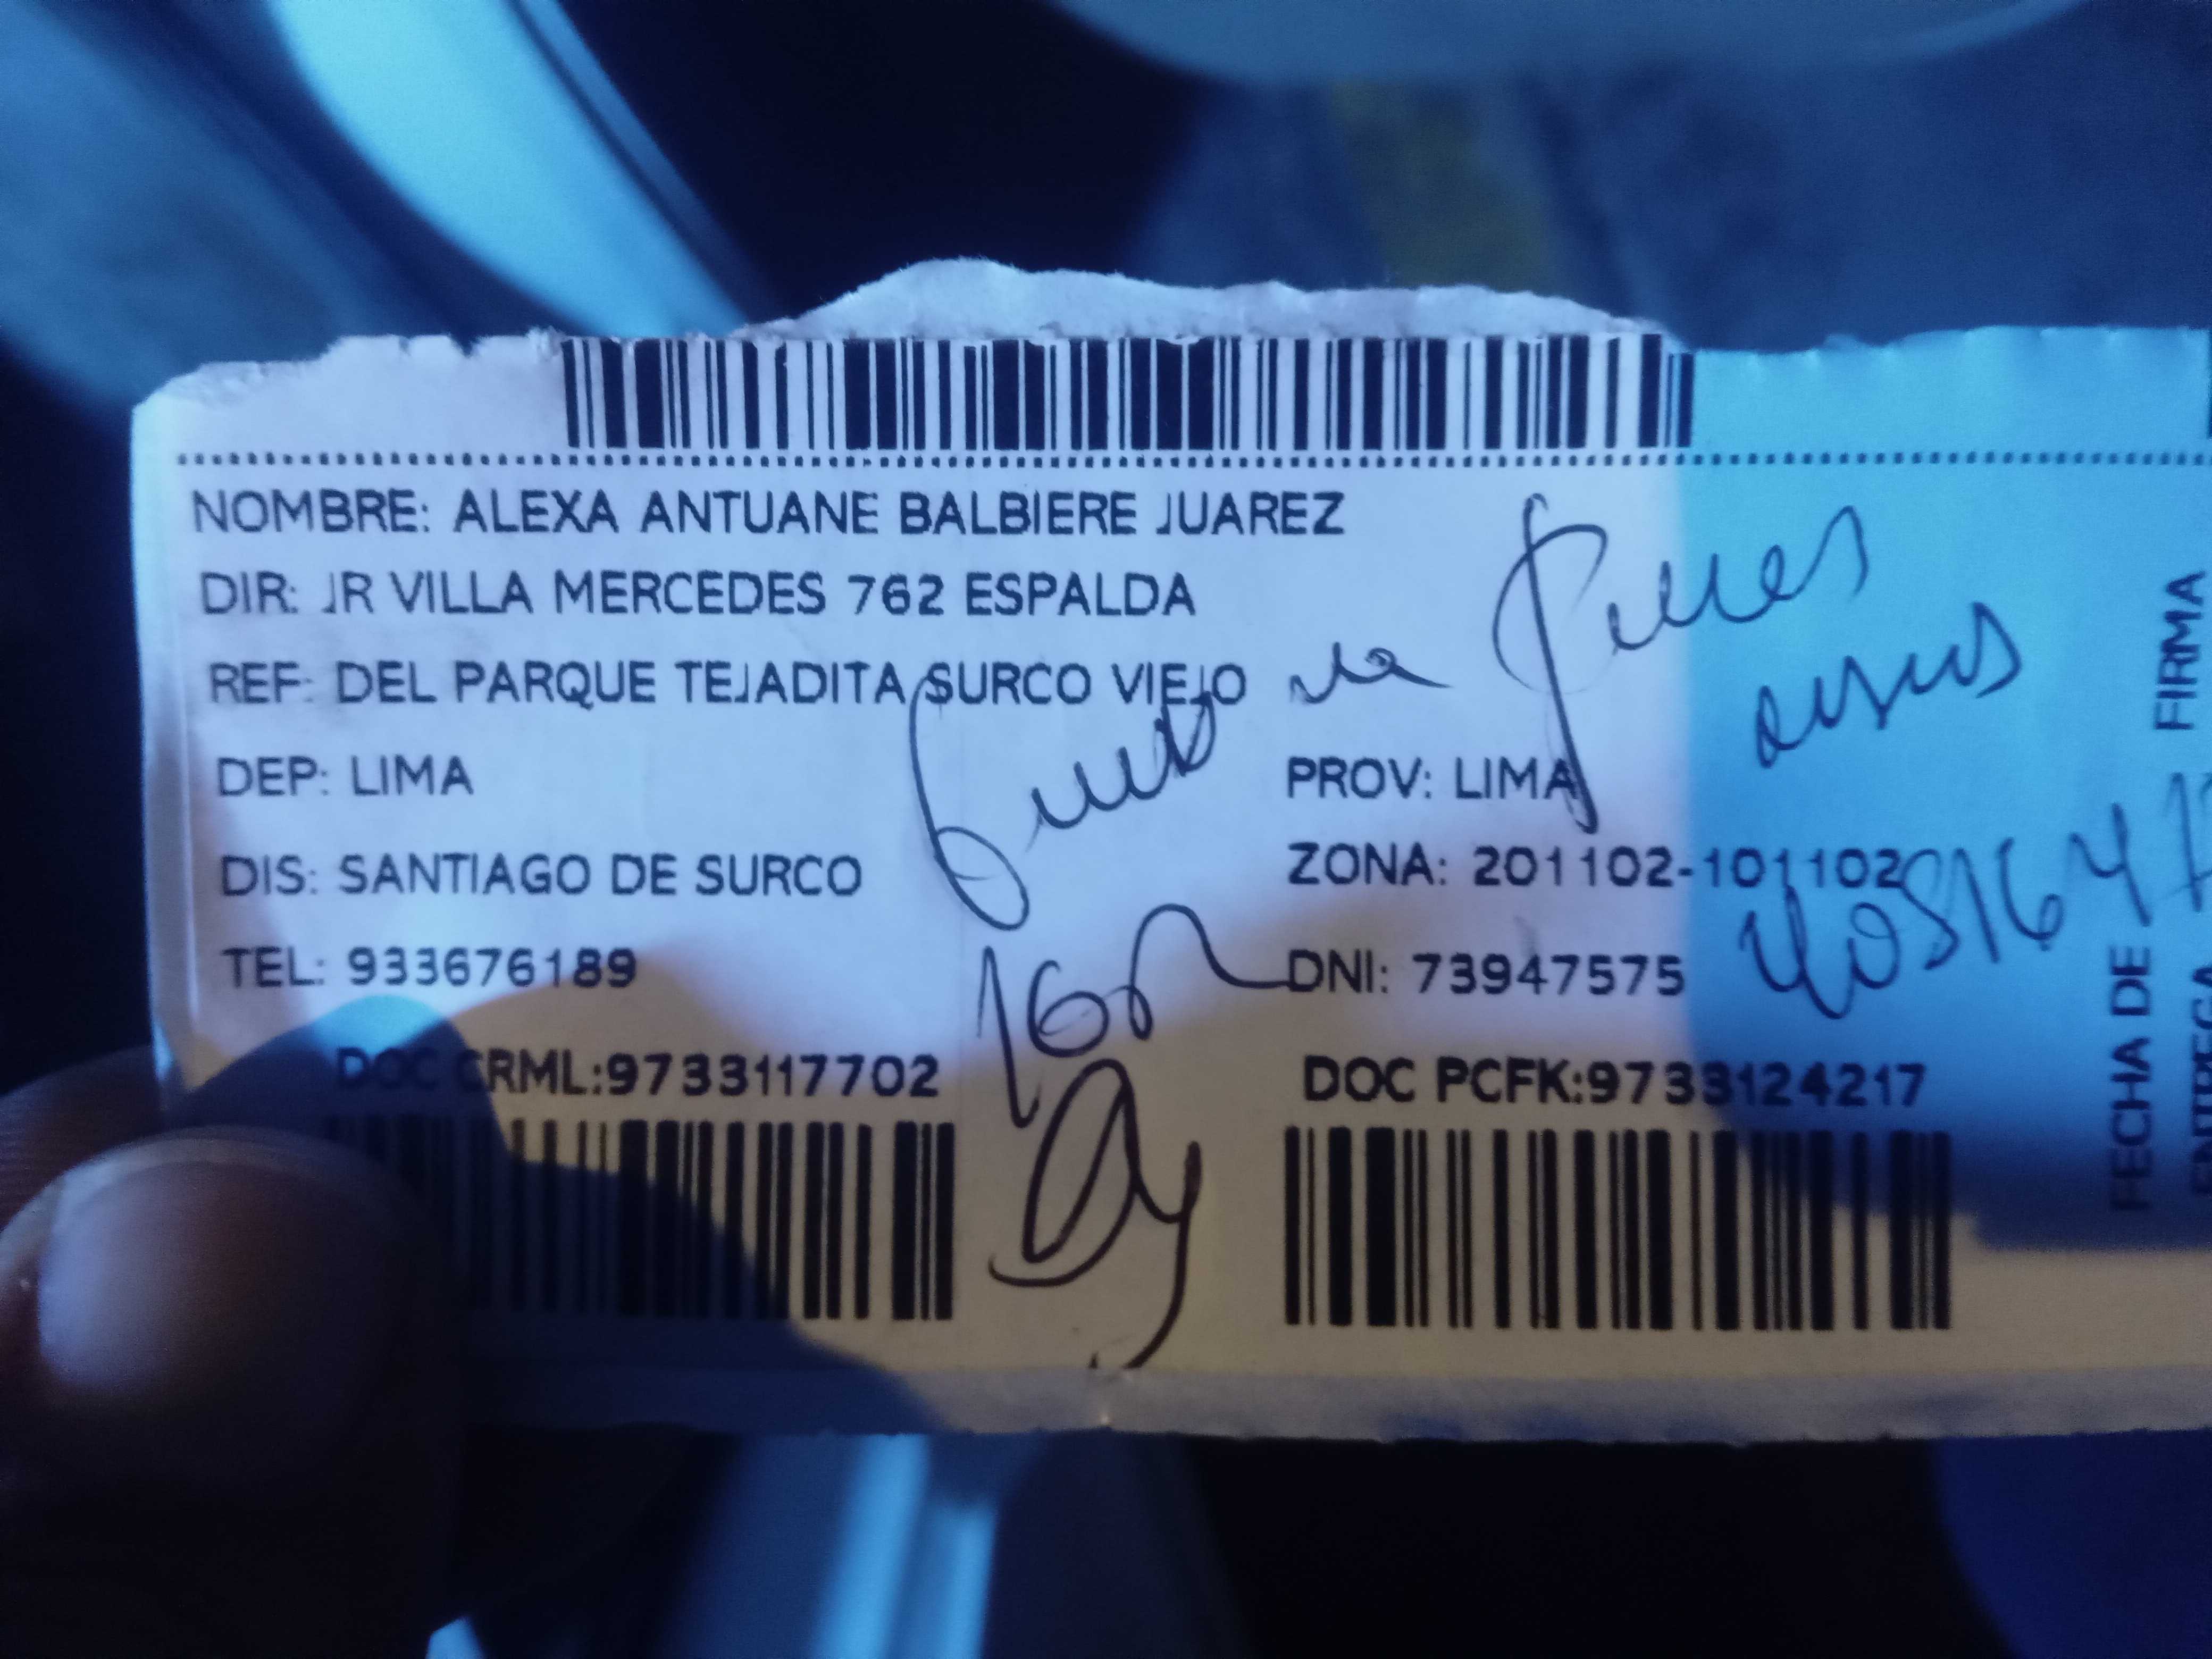 NOMBRE: ALEXA ANTUANE BALBIERE JUAREZ
DIR: JR VILLA MERCEDES 762 ESPALDA
REF: DEL PARQUE TEJADITA SURCO VIEJO
DEP: LIMA PROV: LIMA
DIS: SANTIAGO DE SURCO ZONA: 201102-101102
TEL: 933676189 DNI: 73947575
DOC CRML:9733117702 DOC PCFK:9733124217
FIRMA
FECHA DE
ENTREGA